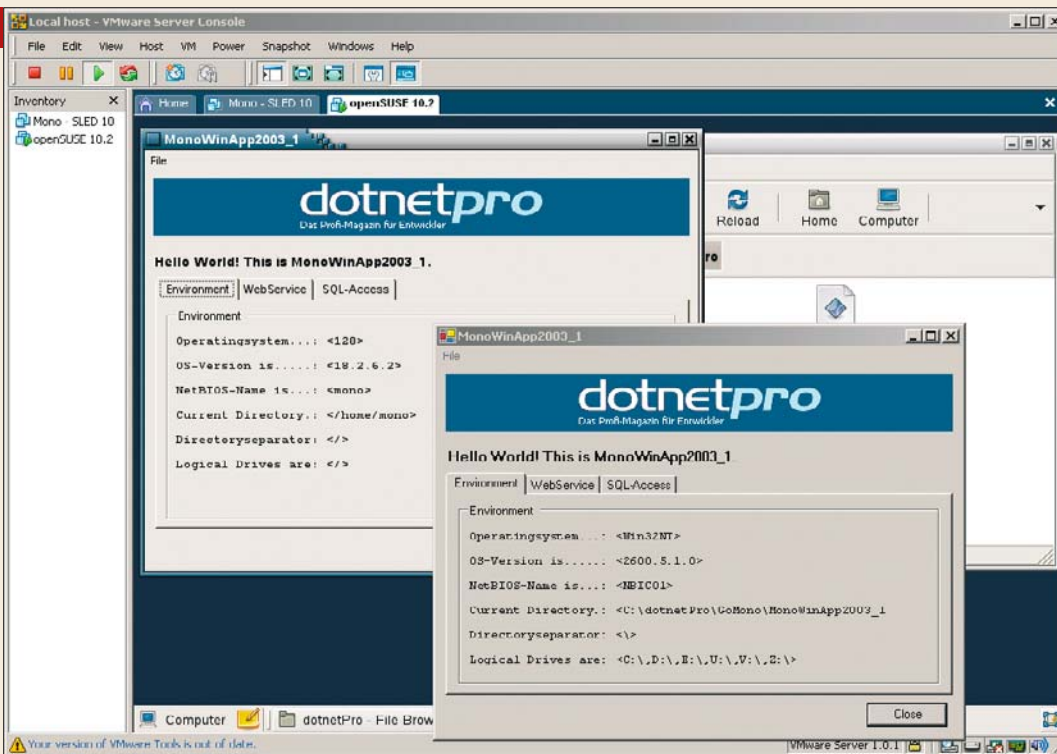 Local host - VMware Server Console
File Edit View Host VM Power Snapshot Windows Help
Inventory
Mono - SLED 10
openSUSE 10.2
Home
Mono - SLED 10
openSUSE 10.2
MonoWinApp2003_1
File
dotnetpro
Das Profi-Magazin für Entwickler
Hello World! This is MonoWinApp2003_1.
Environment WebService SQL-Access
Environment
Operatingsystem...: <128>
OS-Version is.....: <18.2.6.2>
NetBIOS-Name is...: <mono>
Current Directory.: </home/mono>
Directoryseparator: </>
Logical Drives are: </>
Reload Home Computer
ro
MonoWinApp2003_1
File
dotnetpro
Das Profi-Magazin für Entwickler
Hello World! This is MonoWinApp2003_1.
Environment WebService SQL-Access
Environment
Operatingsystem...: <Win32NT>
OS-Version is.....: <2600.5.1.0>
NetBIOS-Name is...: <NBIC01>
Current Directory.: <C:\dotnetPro\GoMono\MonoWinApp2003_1
Directoryseparator: <\>
Logical Drives are: <C:\,D:\,E:\,U:\,V:\,Z:\>
Close
Computer
dotnetPro - File Brow
Your version of VMware Tools is out of date.
VMware Server 1.0.1